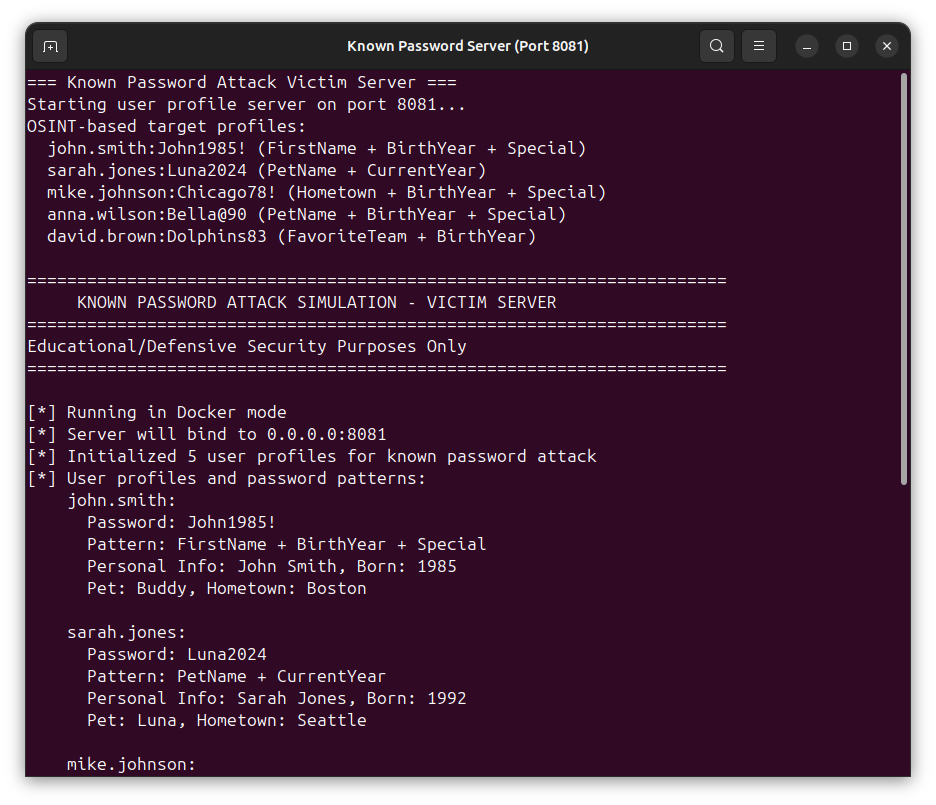 Known Password Server (Port 8081)
=== Known Password Attack Victim Server ===
Starting user profile server on port 8081...
OSINT-based target profiles:
  john.smith:John1985! (FirstName + BirthYear + Special)
  sarah.jones:Luna2024 (PetName + CurrentYear)
  mike.johnson:Chicago78! (Hometown + BirthYear + Special)
  anna.wilson:Bella@90 (PetName + BirthYear + Special)
  david.brown:Dolphins83 (FavoriteTeam + BirthYear)
======================================================================
     KNOWN PASSWORD ATTACK SIMULATION - VICTIM SERVER
======================================================================
Educational/Defensive Security Purposes Only
======================================================================
[*] Running in Docker mode
[*] Server will bind to 0.0.0.0:8081
[*] Initialized 5 user profiles for known password attack
[*] User profiles and password patterns:
    john.smith:
      Password: John1985!
      Pattern: FirstName + BirthYear + Special
      Personal Info: John Smith, Born: 1985
      Pet: Buddy, Hometown: Boston
    sarah.jones:
      Password: Luna2024
      Pattern: PetName + CurrentYear
      Personal Info: Sarah Jones, Born: 1992
      Pet: Luna, Hometown: Seattle
    mike.johnson: